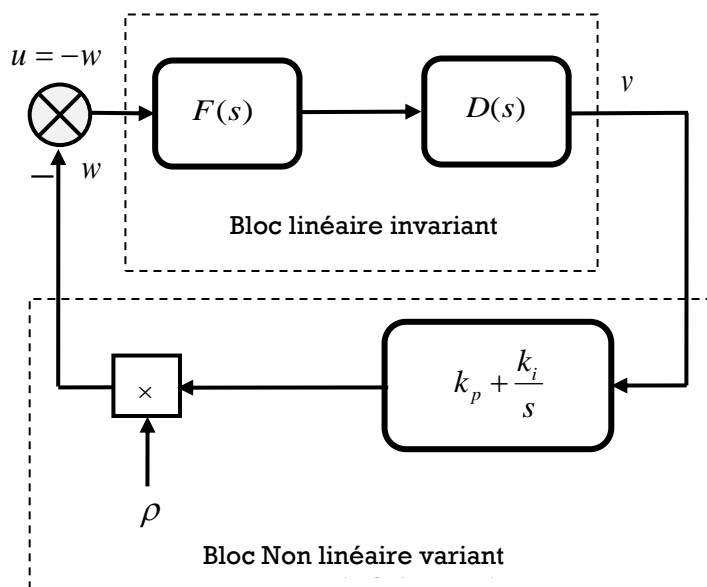 u = −w
F(s)
D(s)
v
− w
Bloc linéaire invariant
k_p + k_i/s
×
ρ
Bloc Non linéaire variant